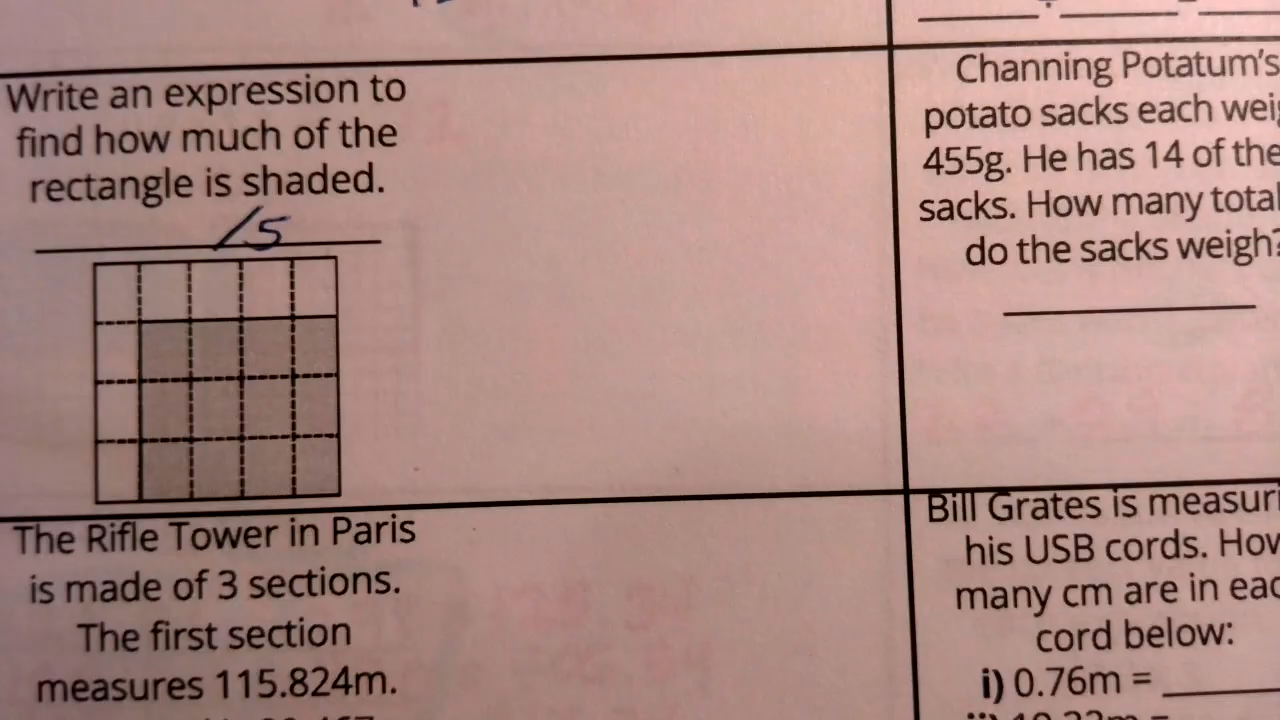 Write an expression to
find how much of the
rectangle is shaded.
/5
Channing Potatum's
potato sacks each wei
455g. He has 14 of the
sacks. How many total
do the sacks weigh?
The Rifle Tower in Paris
is made of 3 sections.
The first section
measures 115.824m.
Bill Grates is measuri
his USB cords. How
many cm are in eac
cord below:
i) 0.76m =